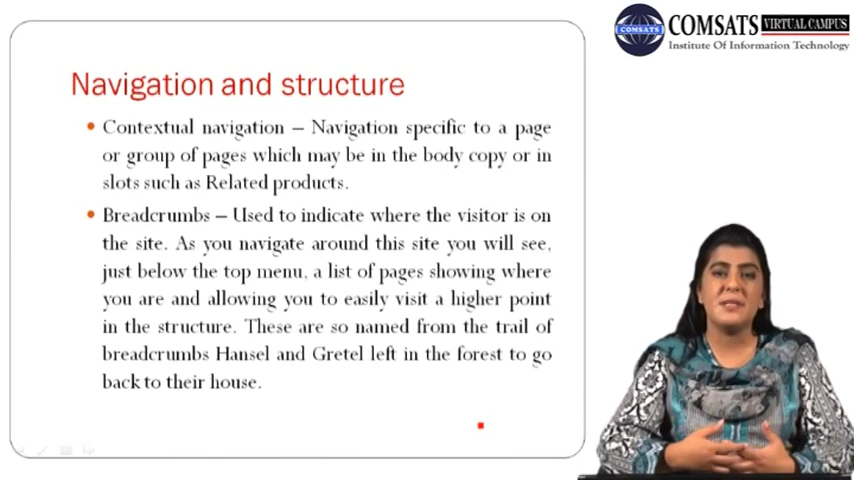 COMSATS VIRTUAL CAMPUS
COMSATS
Institute Of Information Technology
Navigation and structure
• Contextual navigation – Navigation specific to a page
or group of pages which may be in the body copy or in
slots such as Related products.
• Breadcrumbs – Used to indicate where the visitor is on
the site. As you navigate around this site you will see,
just below the top menu, a list of pages showing where
you are and allowing you to easily visit a higher point
in the structure. These are so named from the trail of
breadcrumbs Hansel and Gretel left in the forest to go
back to their house.